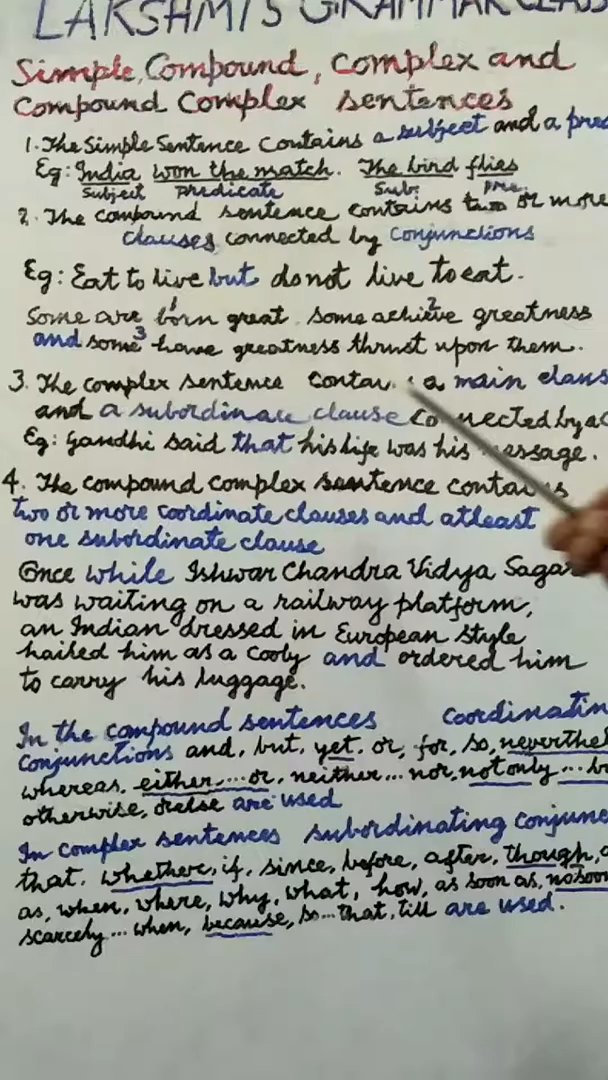 LAKSHMI'S GRAMMAR CLASS
Simple, Compound, Complex and
Compound Complex sentences
1. The Simple Sentence contains a subject and a
Eg: India won the match. The bird flies
Subject predicate Sub: pre.
2. The compound sentence contains two or more
clauses connected by conjunctions
Eg: Eat to live but do not live to eat.
1 2
Some are born great. some achieve greatness
and some 3 have greatness thrust upon them.
3. The complex sentence a main
and a subordinate clause connected by a
Eg: Gandhi said that his life was his message.
4. The compound complex sentence contains
two or more coordinate clauses and atleast
one subordinate clause
Once while Ishwar Chandra Vidya Sagar
was waiting on a railway platform,
an Indian dressed in European style
hailed him as a cooly and ordered him
to carry his luggage.
In the compound sentences
conjunctions and, but, yet, or, for, so,
whereas, either....or, neither... nor, not only ...
otherwise, orelse are used
In complex sentences subordinating
that, whether, if, since, before, after, though,
as, when, where, why, what, how, as soon as,
scarcely... when, because, so...that, till are used.